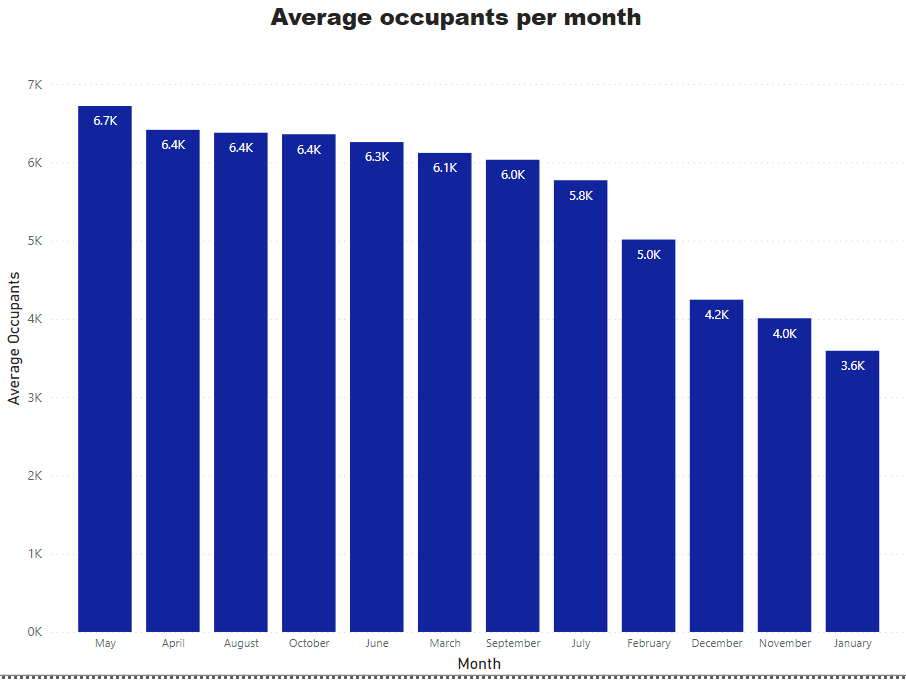 Average occupants per month
7K
6K
5K
4K
3K
2K
1K
0K
Average Occupants
6.7K
6.4K
6.4K
6.4K
6.3K
6.1K
6.0K
5.8K
5.0K
4.2K
4.0K
3.6K
May April August October June March September July February December November January
Month